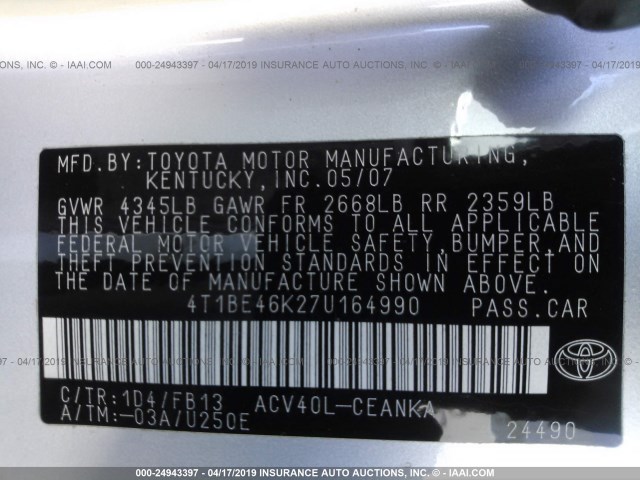 000-24943397 - 04/17/2019 INSURANCE AUTO AUCTIONS, INC. © - IAAI.COM
MFD.BY:TOYOTA MOTOR MANUFACTURING,
KENTUCKY,INC.05/07
GVWR 4345LB GAWR FR 2668LB RR 2359LB
THIS VEHICLE CONFORMS TO ALL APPLICABLE
FEDERAL MOTOR VEHICLE SAFETY,BUMPER,AND
THEFT PREVENTION STANDARDS IN EFFECT ON
THE DATE OF MANUFACTURE SHOWN ABOVE.
4T1BE46K27U164990 PASS.CAR
C/TR:1D4/FB13 ACV40L-CEANKA
A/TM:-03A/U250E 24490
000-24943397 - 04/17/2019 INSURANCE AUTO AUCTIONS, INC. © - IAAI.COM